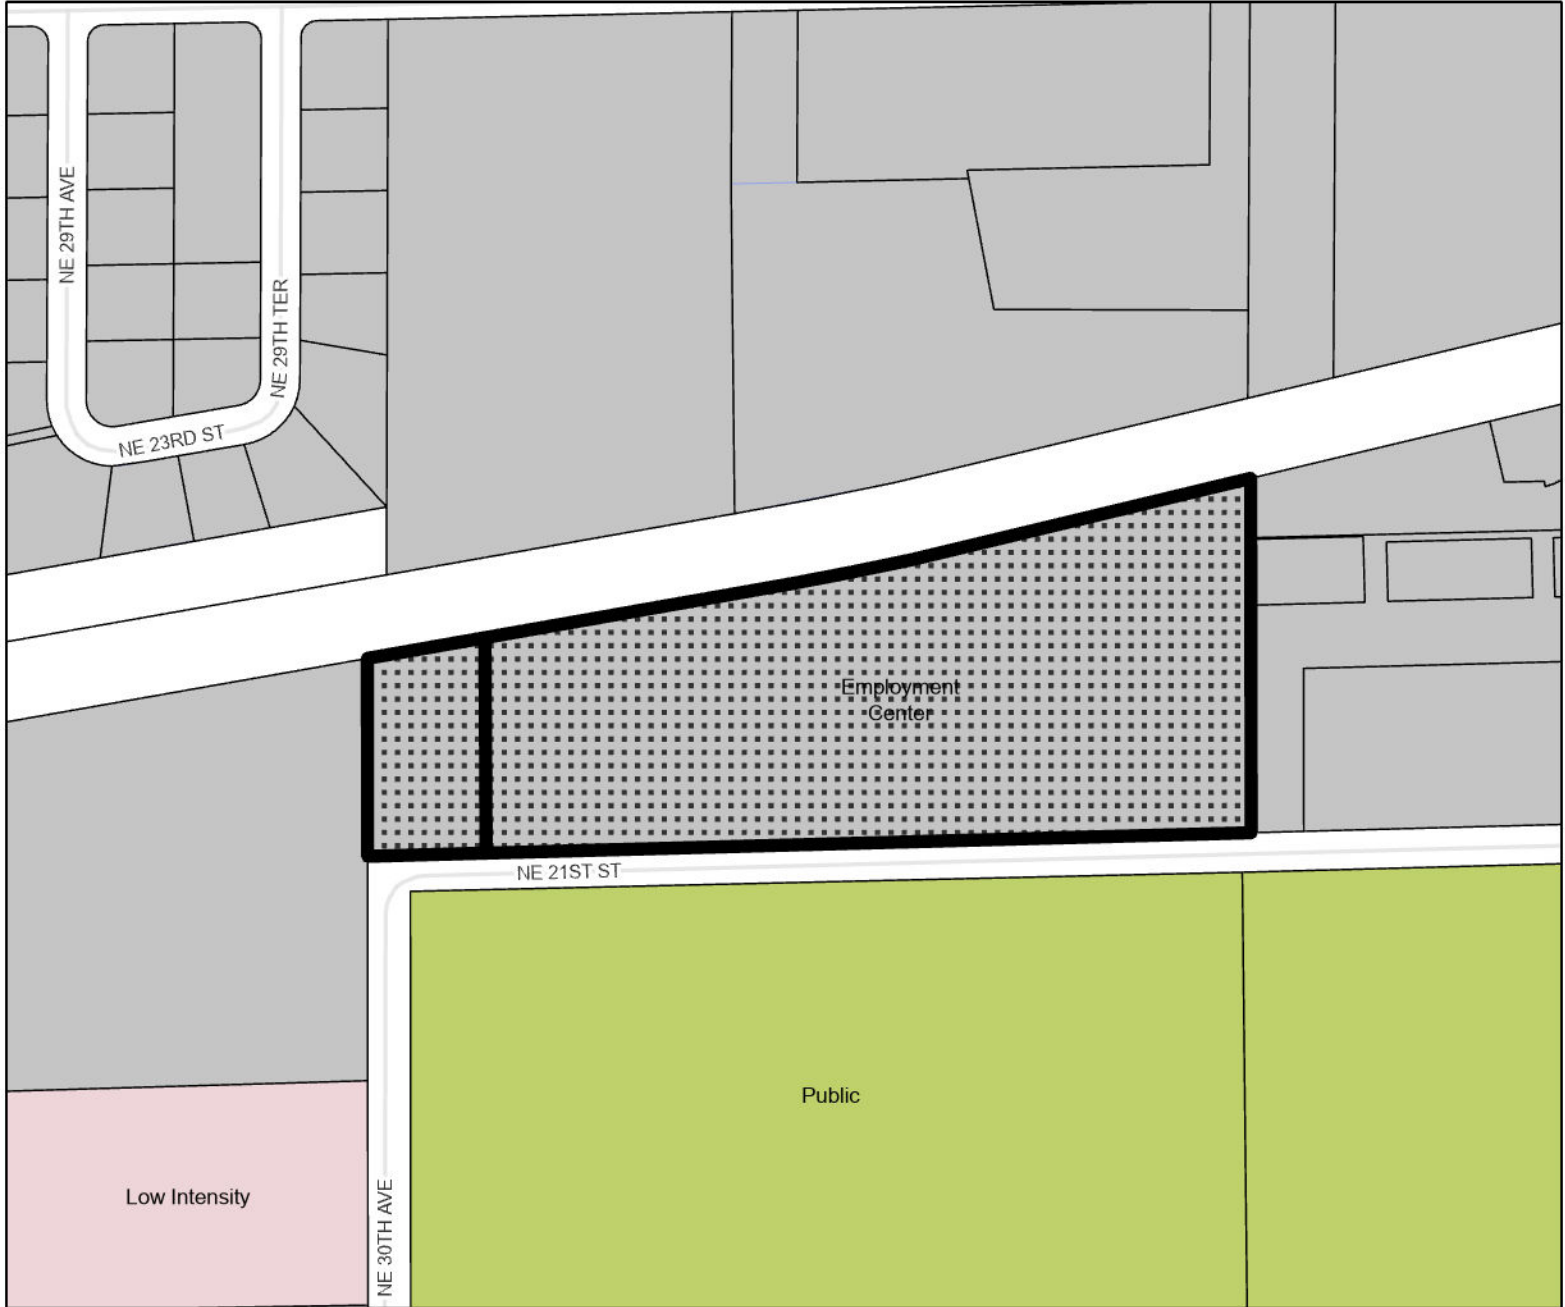 NE 29TH AVE
NE 29TH TER
NE 23RD ST
Employment
Center
NE 21ST ST
Public
Low Intensity
NE 30TH AVE